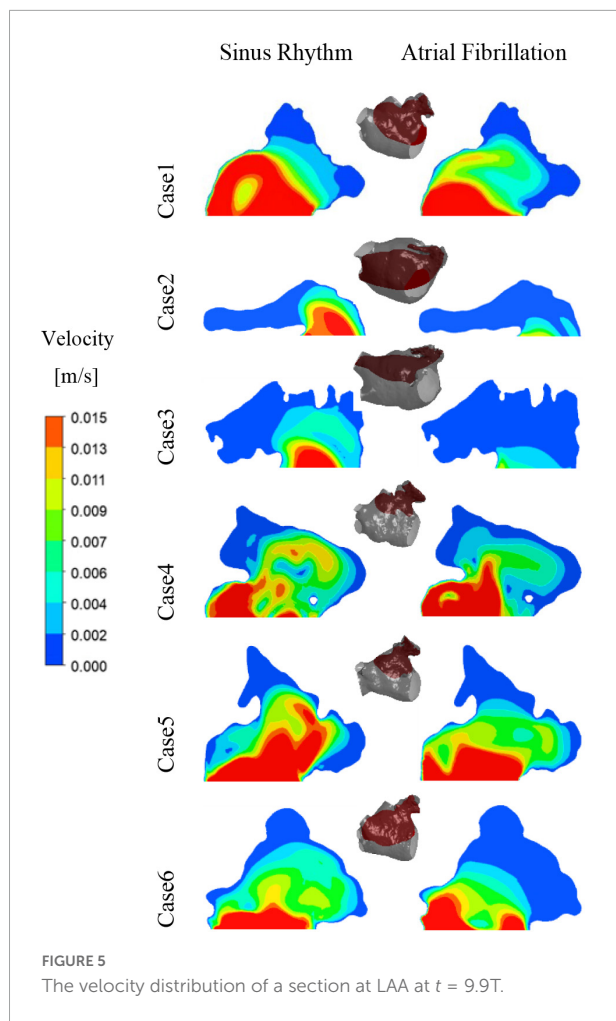 Sinus Rhythm Atrial Fibrillation
Case1
Case2
Velocity
[m/s]
Case3
0.015
0.013
0.011
0.009
0.007
0.005
0.004
0.002
0.000
Case4
Case5
Case6
FIGURE 5
The velocity distribution of a section at LAA at t = 9.9T.